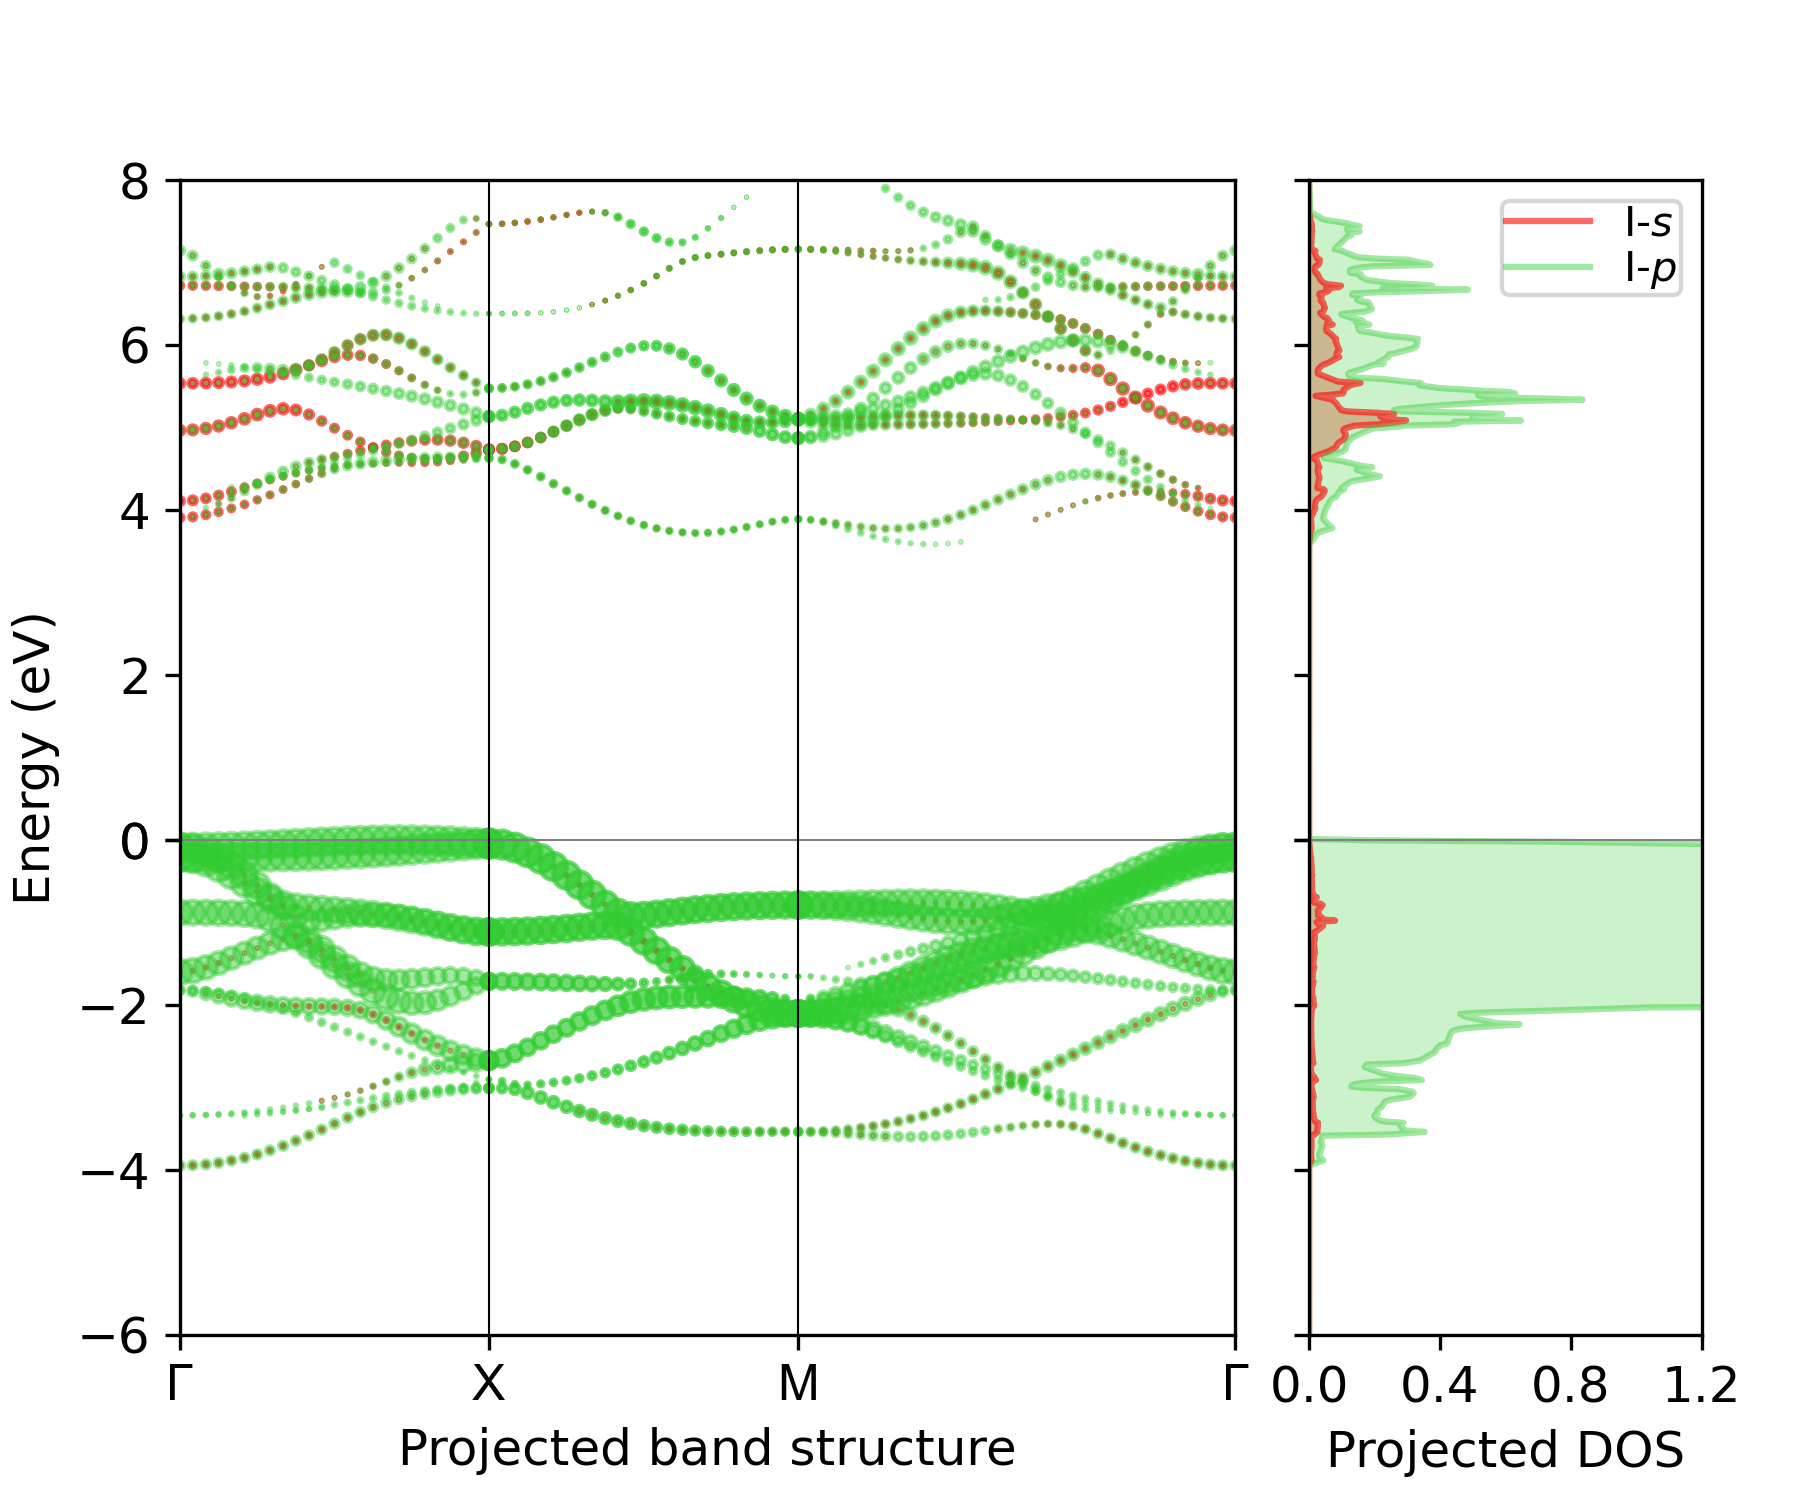 8
6
4
2
0
−2
−4
−6
Energy (eV)
Γ
X
M
Γ
Projected band structure
I-s
I-p
0.0
0.4
0.8
1.2
Projected DOS